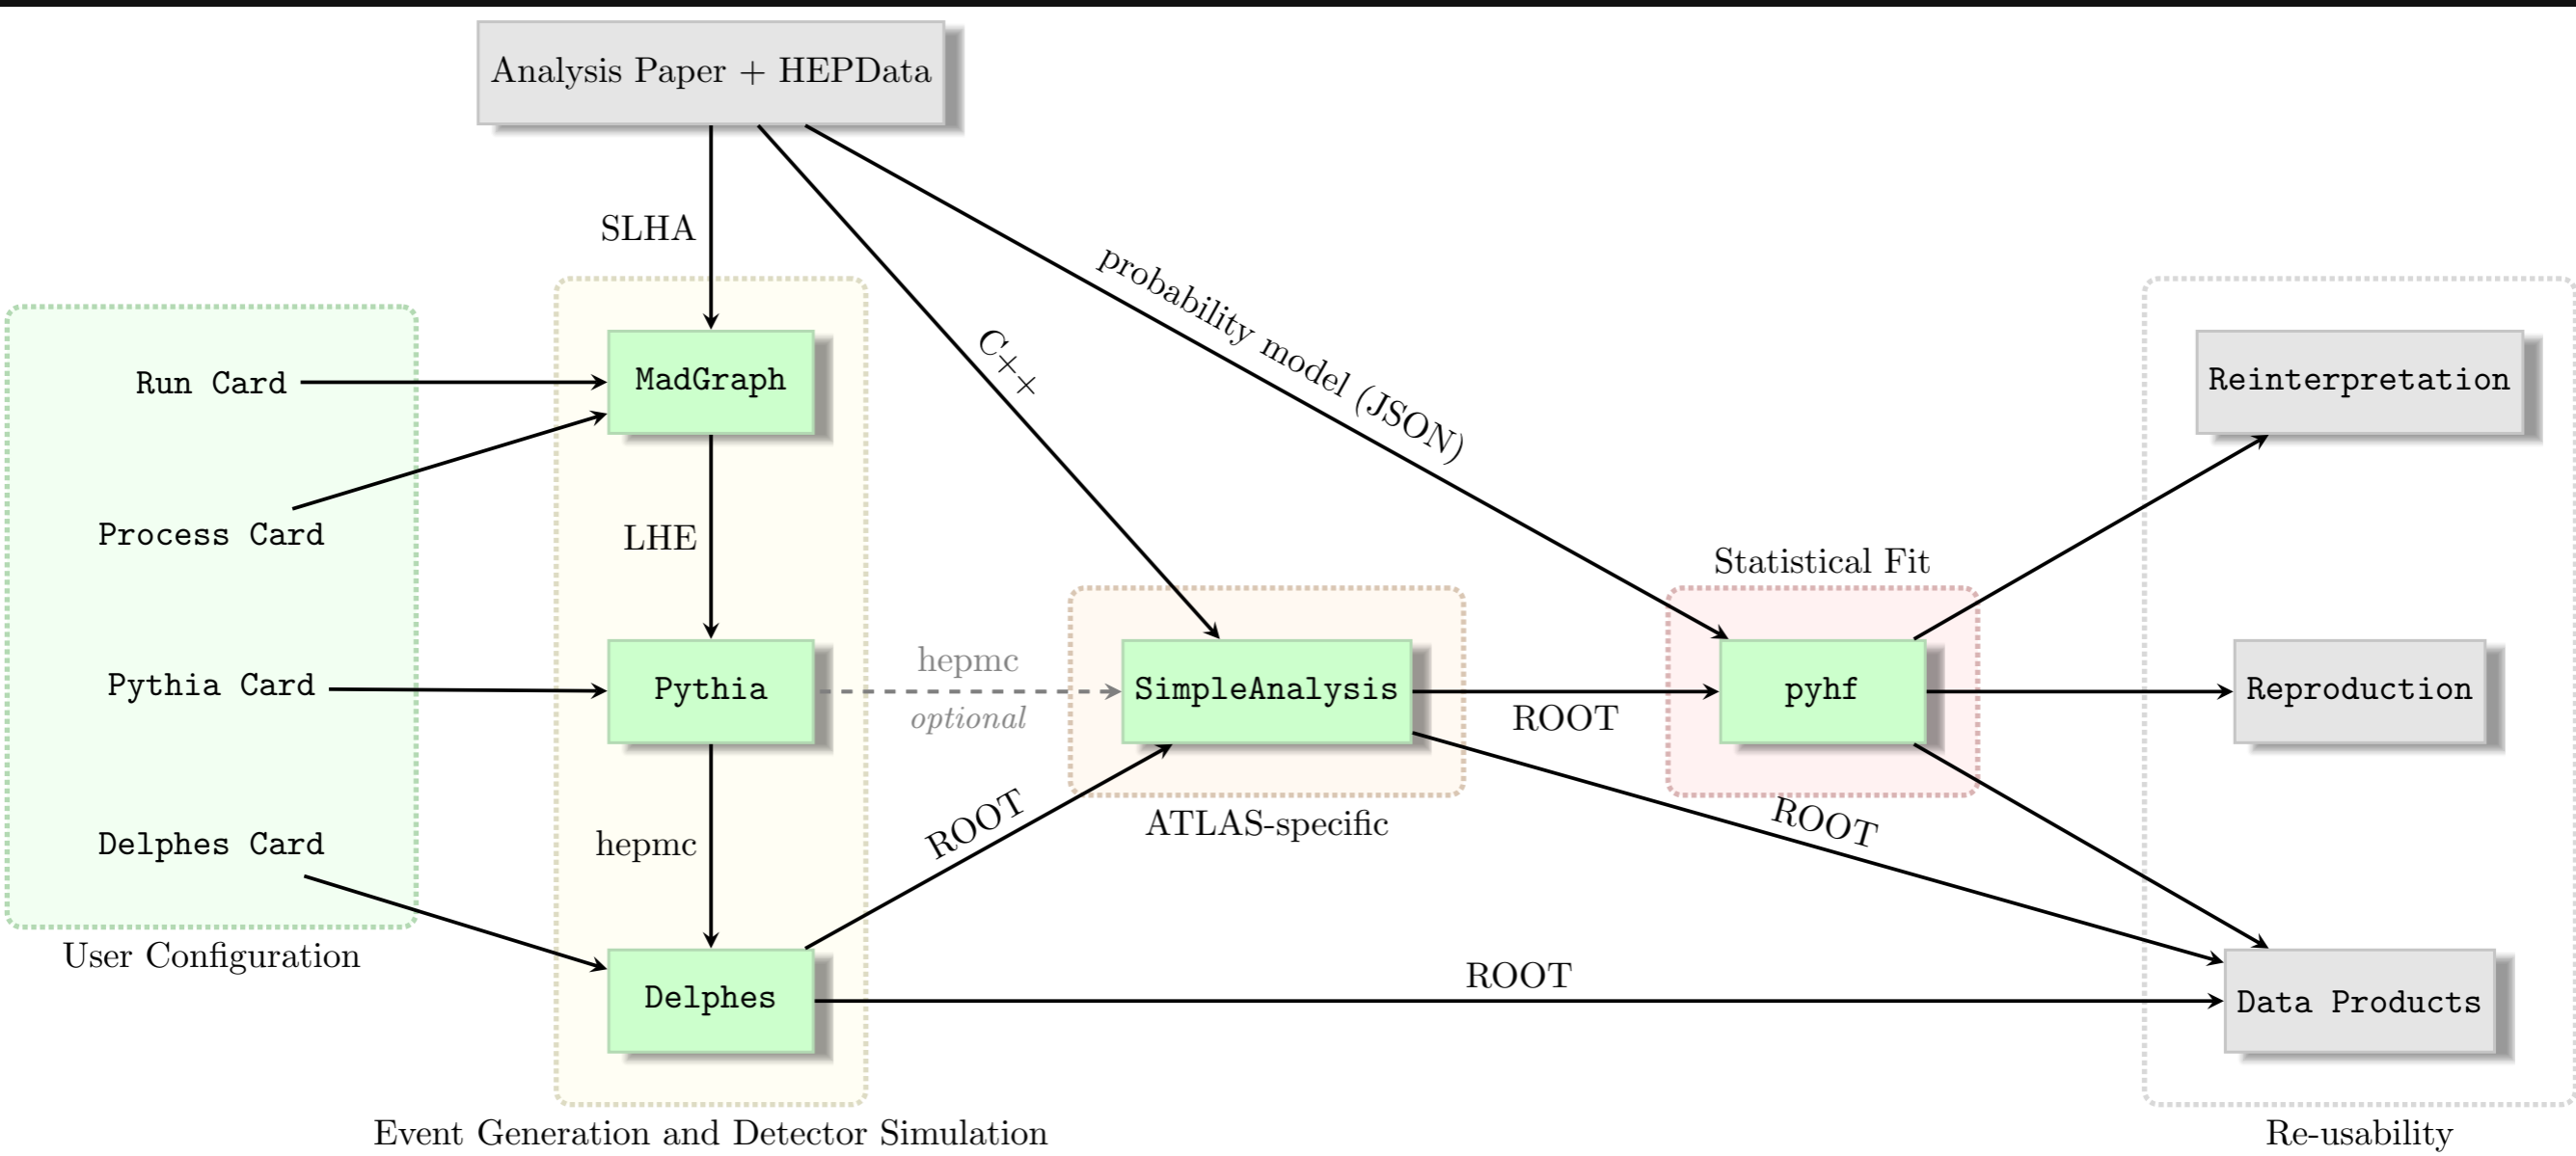 Analysis Paper + HEPData
SLHA
C++
probability model (JSON)
Run Card
MadGraph
Reinterpretation
Process Card
LHE
Statistical Fit
Pythia Card
Pythia
hepmc
optional
SimpleAnalysis
ROOT
pyhf
Reproduction
Delphes Card
hepmc
ROOT
ATLAS-specific
ROOT
User Configuration
Delphes
ROOT
Data Products
Event Generation and Detector Simulation
Re-usability